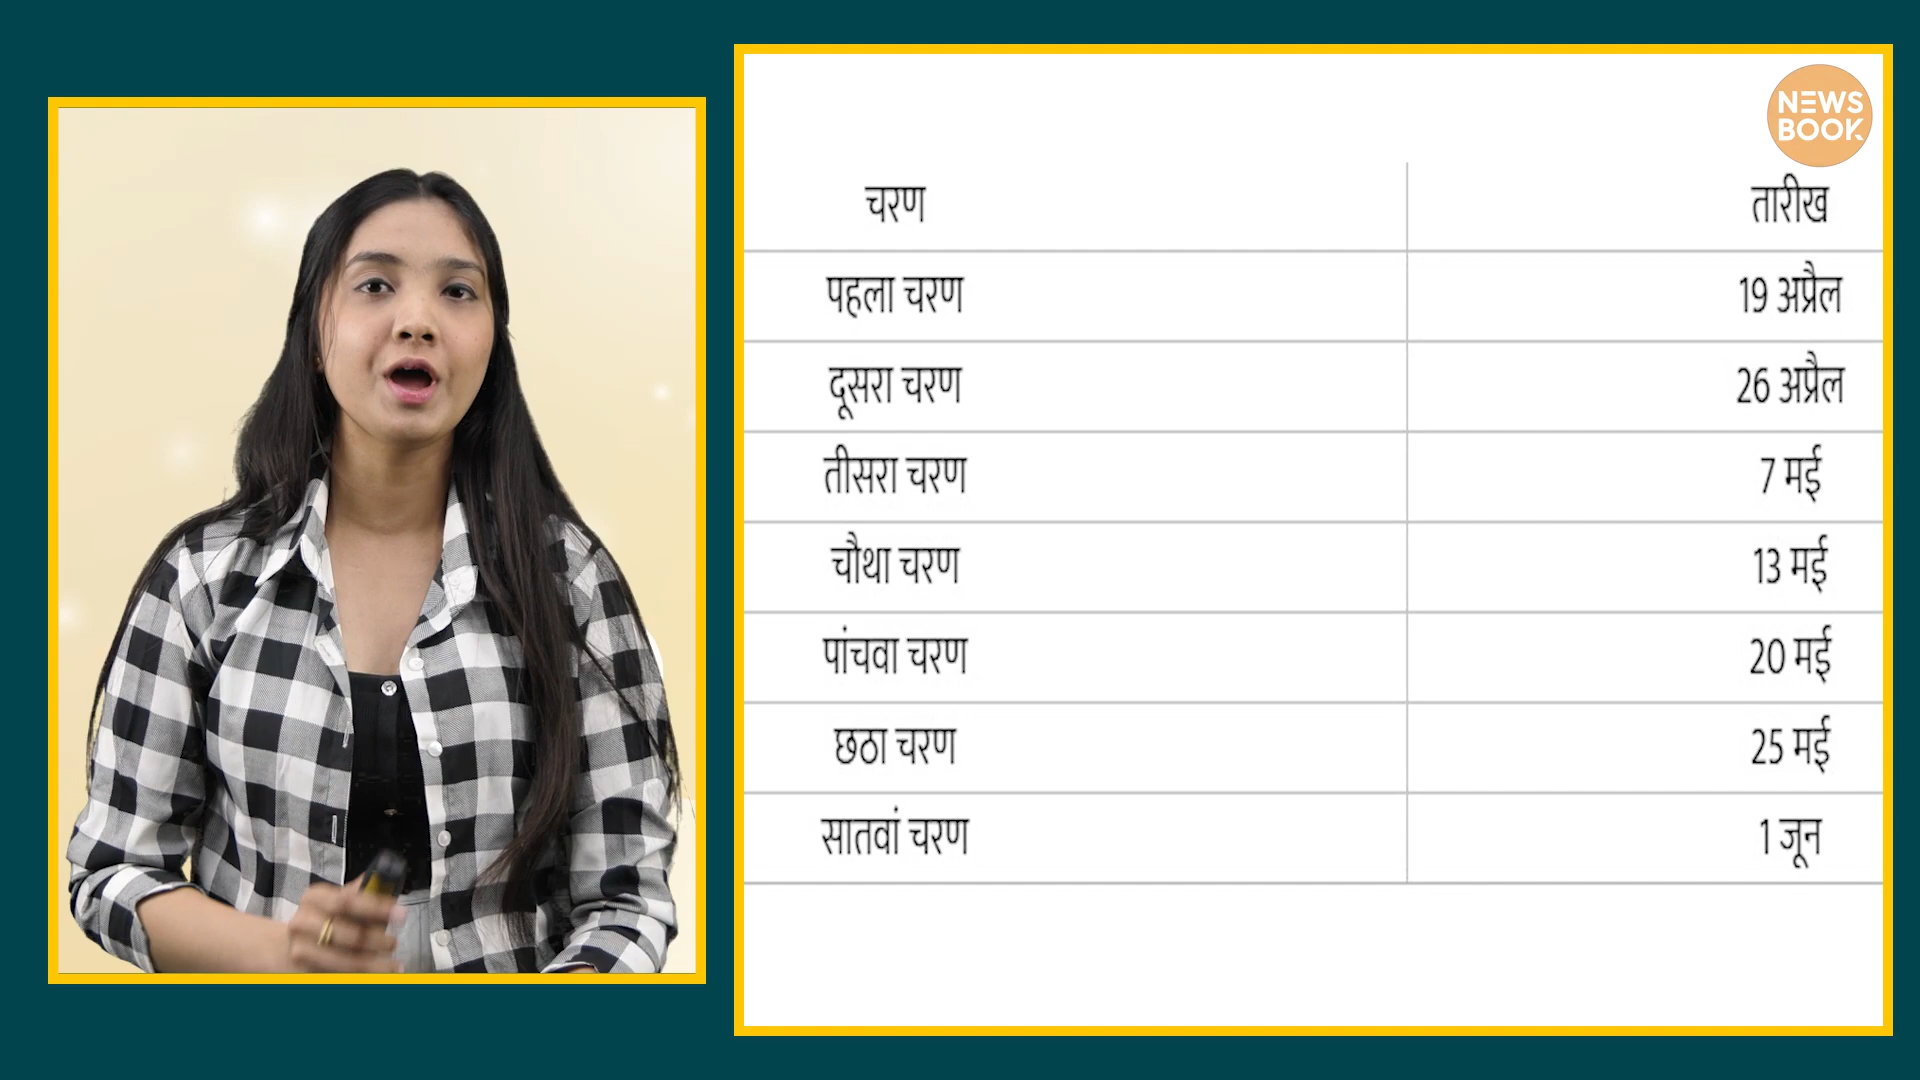 NEWS
BOOK
चरण तारीख
पहला चरण 19 अप्रैल
दूसरा चरण 26 अप्रैल
तीसरा चरण 7 मई
चौथा चरण 13 मई
पांचवा चरण 20 मई
छठा चरण 25 मई
सातवां चरण 1 जून